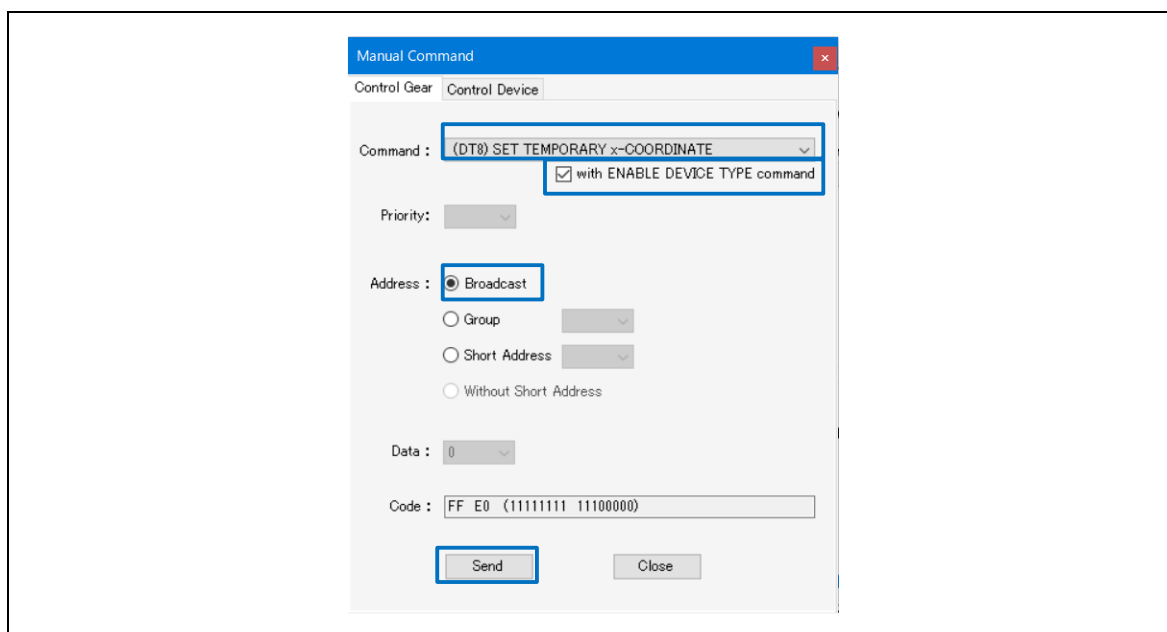 Manual Command
Control Gear Control Device
Command : (DT8) SET TEMPORARY x-COORDINATE
with ENABLE DEVICE TYPE command
Priority:
Address : Broadcast
Group
Short Address
Without Short Address
Data : 0
Code : FF E0 (11111111 11100000)
Send Close